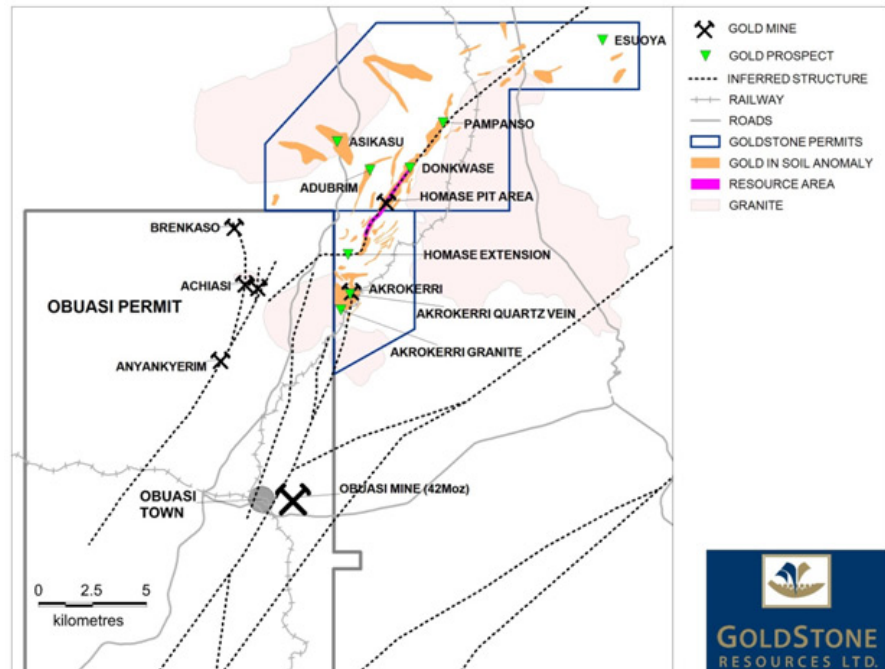 ESUOYA
PAMPANSO
ASIKASU
DONKWASE
ADUBRIM
HOMASE PIT AREA
BRENKASO
HOMASE EXTENSION
ACHIASI
AKROKERRI
OBUASI PERMIT
AKROKERRI QUARTZ VEIN
AKROKERRI GRANITE
ANYANKYERIM
OBUASI MINE (42Moz)
OBUASI
TOWN
0 2.5 5
kilometres
GOLD MINE
GOLD PROSPECT
INFERRED STRUCTURE
RAILWAY
ROADS
GOLDSTONE PERMITS
GOLD IN SOIL ANOMALY
RESOURCE AREA
GRANITE
GOLDSTONE
RESOURCES LTD.